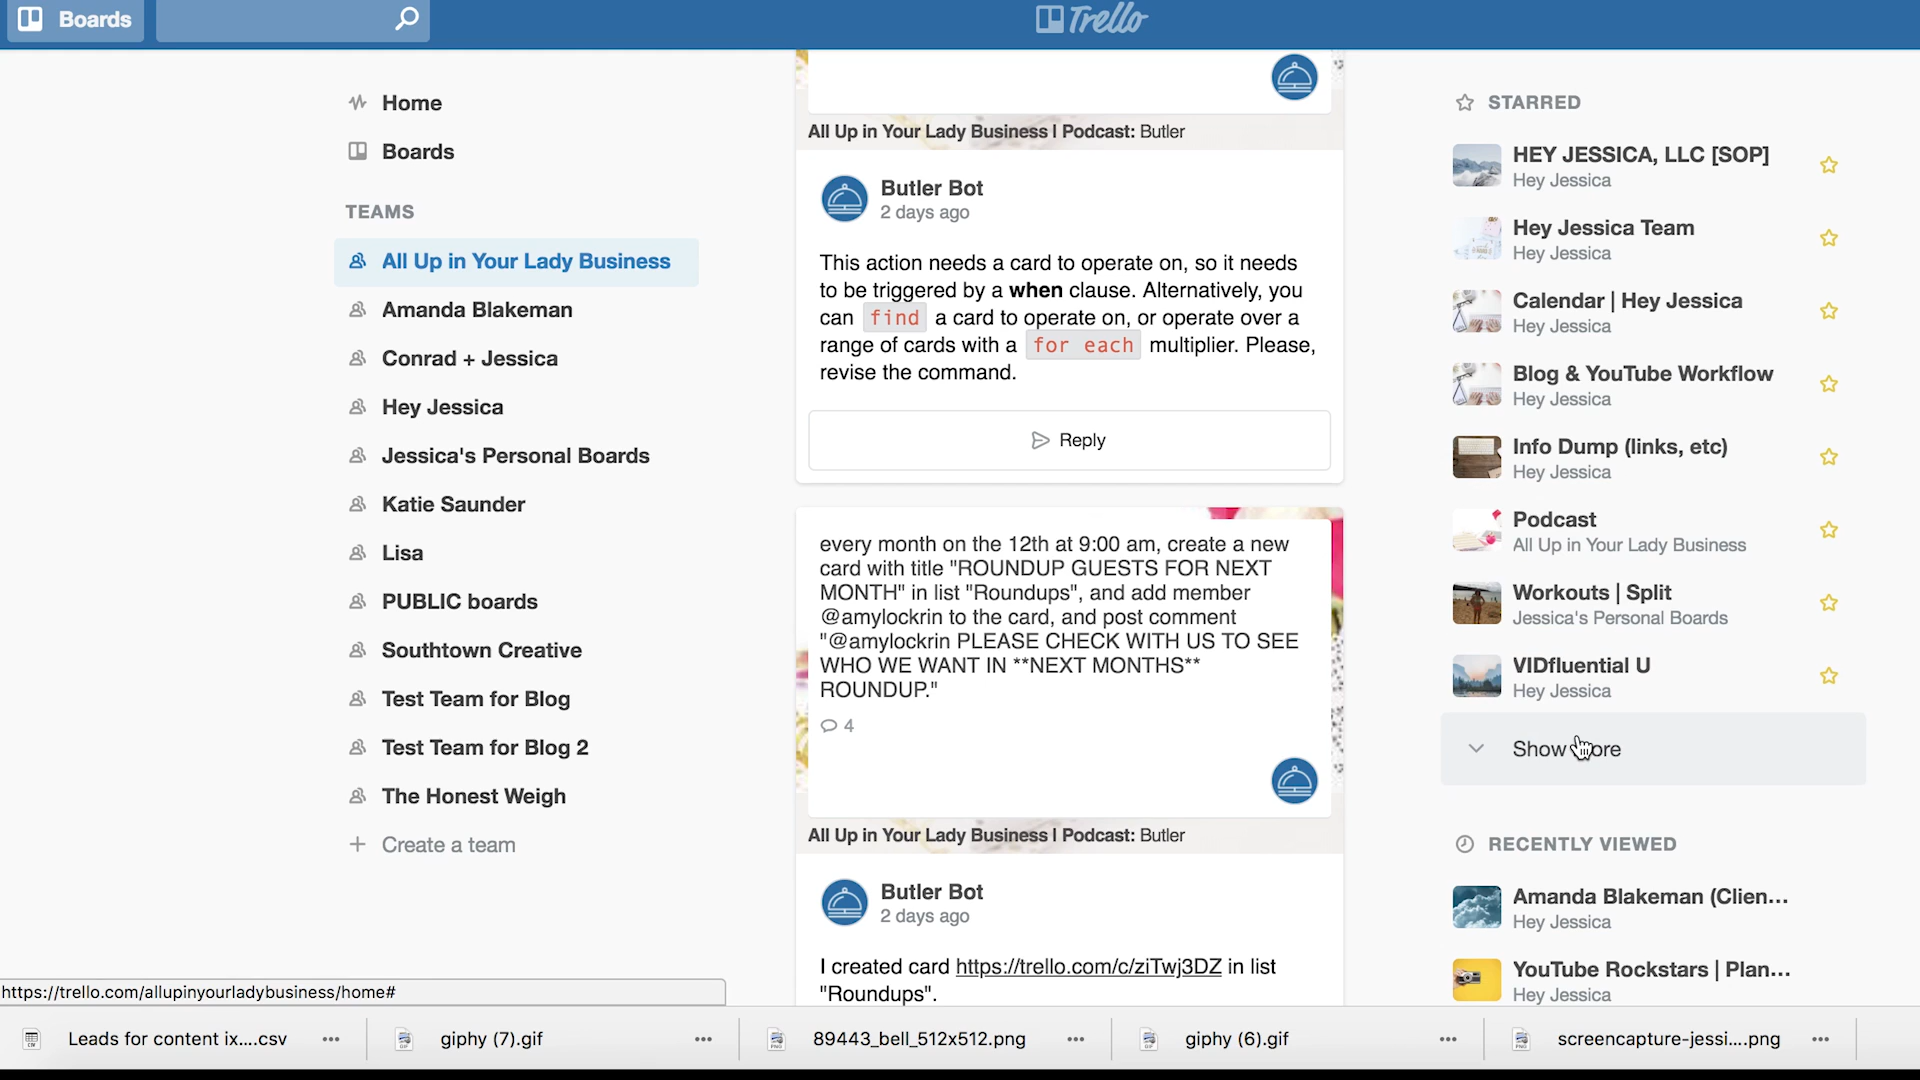 Boards
Trello
Home
Boards
TEAMS
All Up in Your Lady Business
Amanda Blakeman
Conrad + Jessica
Hey Jessica
Jessica's Personal Boards
Katie Saunder
Lisa
PUBLIC boards
Southtown Creative
Test Team for Blog
Test Team for Blog 2
The Honest Weigh
Create a team
All Up in Your Lady Business | Podcast: Butler
Butler Bot
2 days ago
This action needs a card to operate on, so it needs
to be triggered by a when clause. Alternatively, you
can find a card to operate on, or operate over a
range of cards with a for each multiplier. Please,
revise the command.
Reply
every month on the 12th at 9:00 am, create a new
card with title "ROUNDUP GUESTS FOR NEXT
MONTH" in list "Roundups", and add member
@amylockrin to the card, and post comment
"@amylockrin PLEASE CHECK WITH US TO SEE
WHO WE WANT IN **NEXT MONTHS**
ROUNDUP."
4
All Up in Your Lady Business | Podcast: Butler
Butler Bot
2 days ago
I created card https://trello.com/c/ziTwj3DZ in list
"Roundups".
STARRED
HEY JESSICA, LLC [SOP]
Hey Jessica
Hey Jessica Team
Hey Jessica
Calendar | Hey Jessica
Hey Jessica
Blog & YouTube Workflow
Hey Jessica
Info Dump (links, etc)
Hey Jessica
Podcast
All Up in Your Lady Business
Workouts | Split
Jessica's Personal Boards
VIDfluential U
Hey Jessica
Show
RECENTLY VIEWED
Amanda Blakeman (Clien...
Hey Jessica
YouTube Rockstars | Plan...
Hey Jessica
https://trello.com/allupinyourladybusiness/home#
Leads for content ix....csv
giphy (7).gif
89443_bell_512x512.png
giphy (6).gif
screencapture-jessi....png